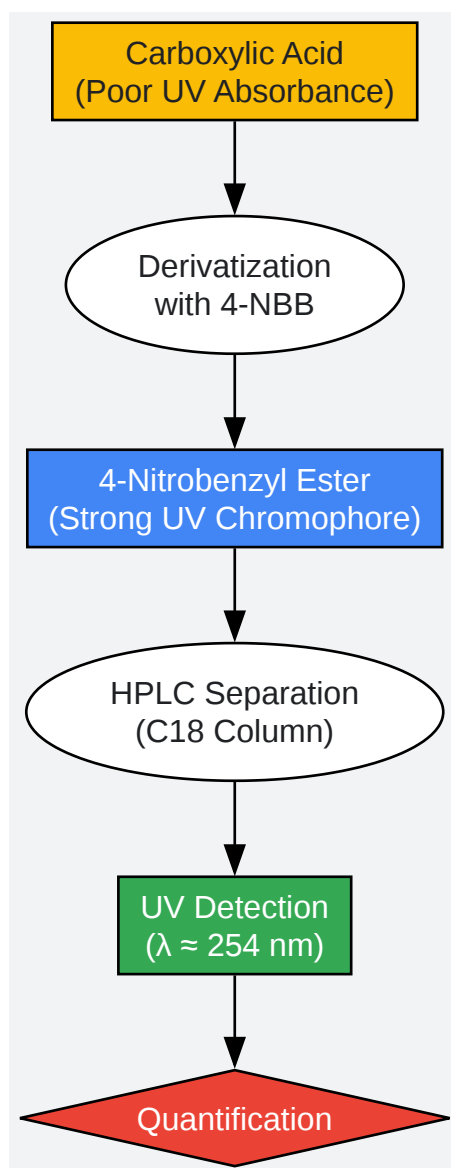 Carboxylic Acid
(Poor UV Absorbance)
Derivatization
with 4-NBB
4-Nitrobenzyl Ester
(Strong UV Chromophore)
HPLC Separation
(C18 Column)
UV Detection
(λ ≈ 254 nm)
Quantification